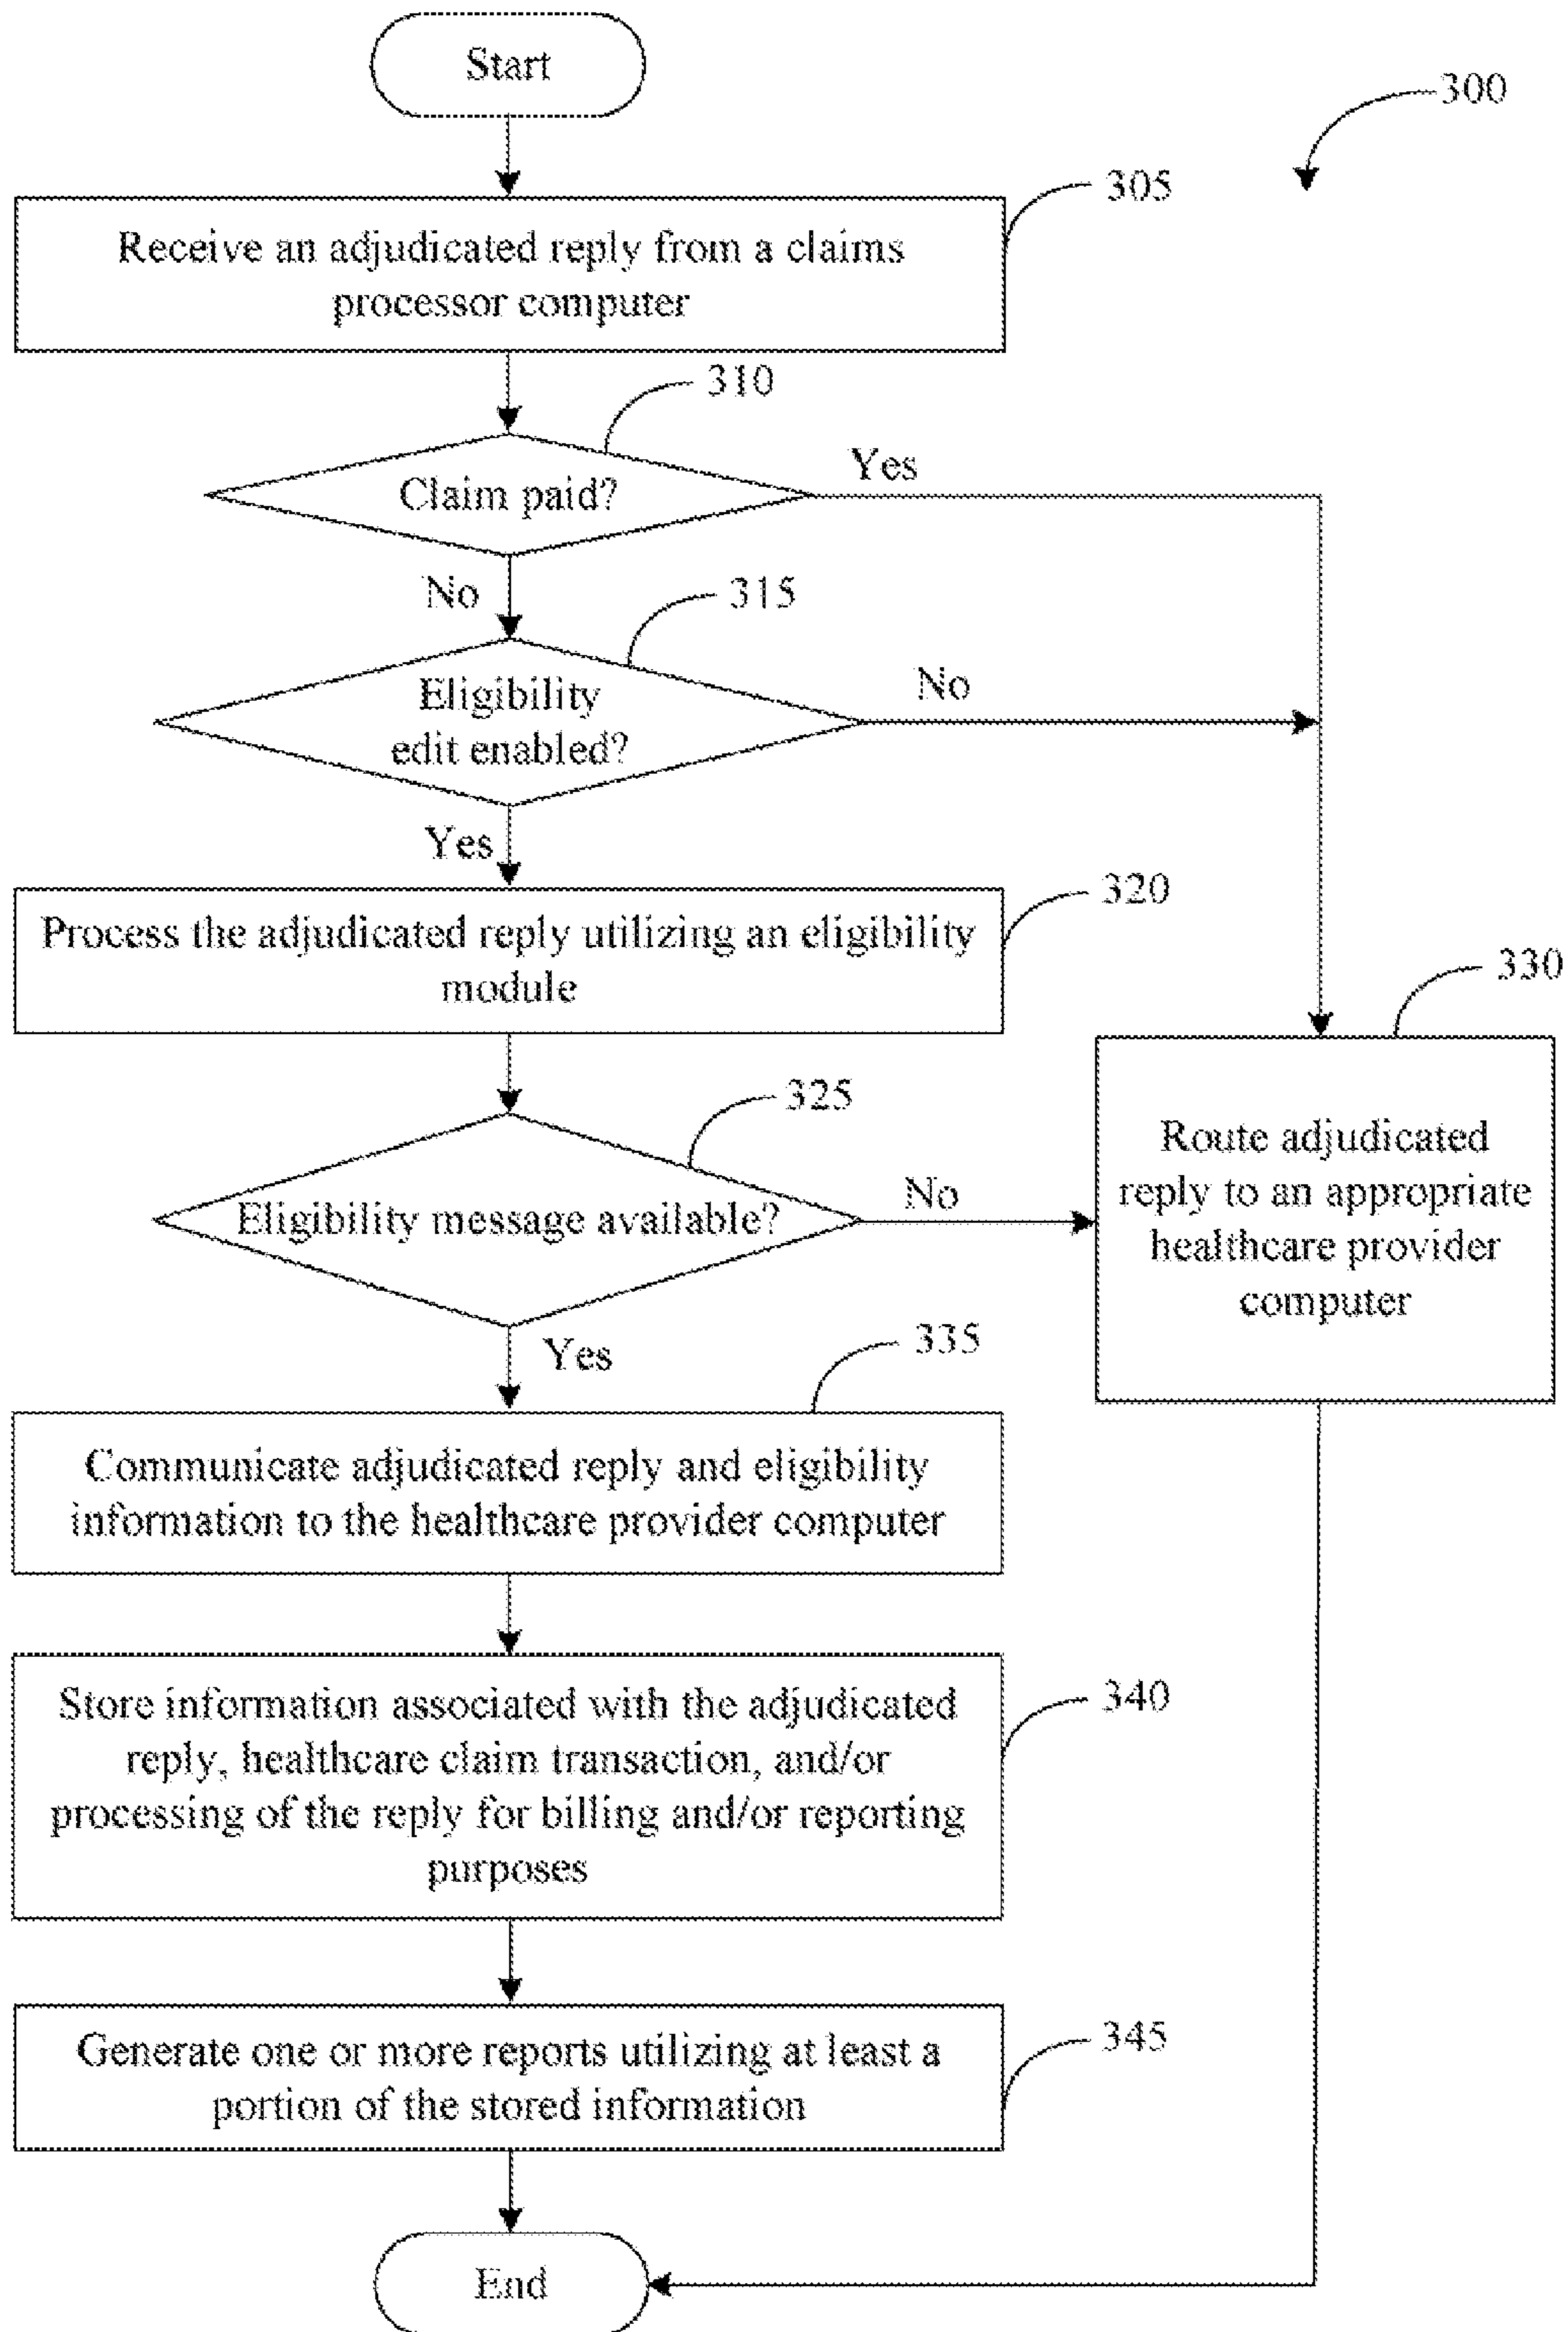 Start
300
305
Receive an adjudicated reply from a claims
processor computer
310
Claim paid?
Yes
No
315
Eligibility
edit enabled?
No
Yes
320
Process the adjudicated reply utilizing an eligibility
module
330
325
Eligibility message available?
No
Route adjudicated
reply to an appropriate
healthcare provider
computer
Yes
335
Communicate adjudicated reply and eligibility
information to the healthcare provider computer
340
Store information associated with the adjudicated
reply, healthcare claim transaction, and/or
processing of the reply for billing and/or reporting
purposes
345
Generate one or more reports utilizing at least a
portion of the stored information
End